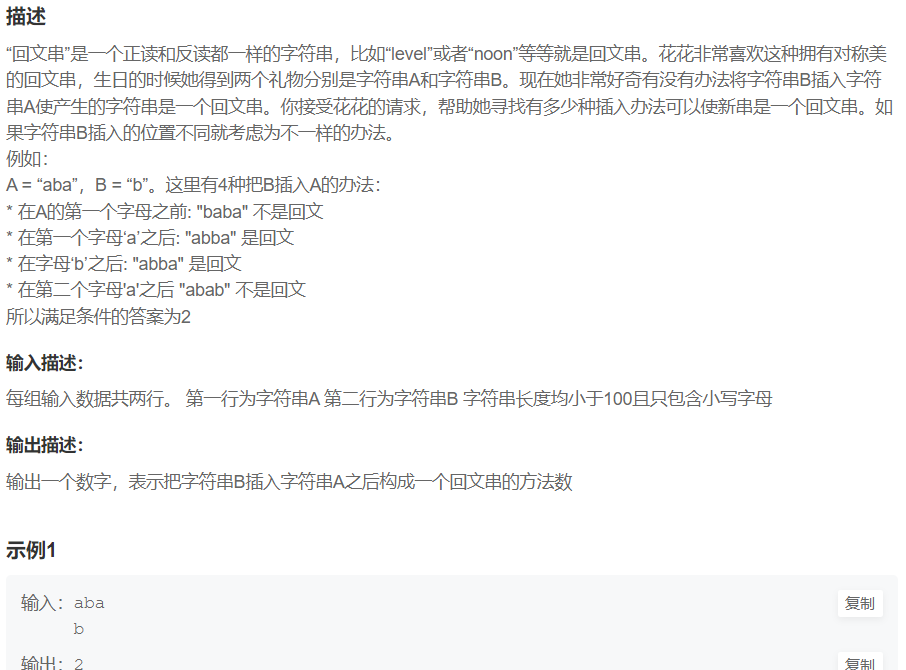 描述
“回文串”是一个正读和反读都一样的字符串，比如“level”或者“noon”等等就是回文串。花花非常喜欢这种拥有对称美
的回文串，生日的时候她得到两个礼物分别是字符串A和字符串B。现在她非常好奇有没有办法将字符串B插入字符
串A使产生的字符串是一个回文串。你接受花花的请求，帮助她寻找有多少种插入办法可以使新串是一个回文串。如
果字符串B插入的位置不同就考虑为不一样的办法。
例如：
A = “aba”，B = “b”。这里有4种把B插入A的办法：
* 在A的第一个字母之前: "baba" 不是回文
* 在第一个字母‘a’之后: "abba" 是回文
* 在字母‘b’之后: "abba" 是回文
* 在第二个字母'a'之后 "abab" 不是回文
所以满足条件的答案为2
输入描述：
每组输入数据共两行。 第一行为字符串A 第二行为字符串B 字符串长度均小于100且只包含小写字母
输出描述：
输出一个数字，表示把字符串B插入字符串A之后构成一个回文串的方法数
示例1
输入：aba 复制
b
输出：2 复制